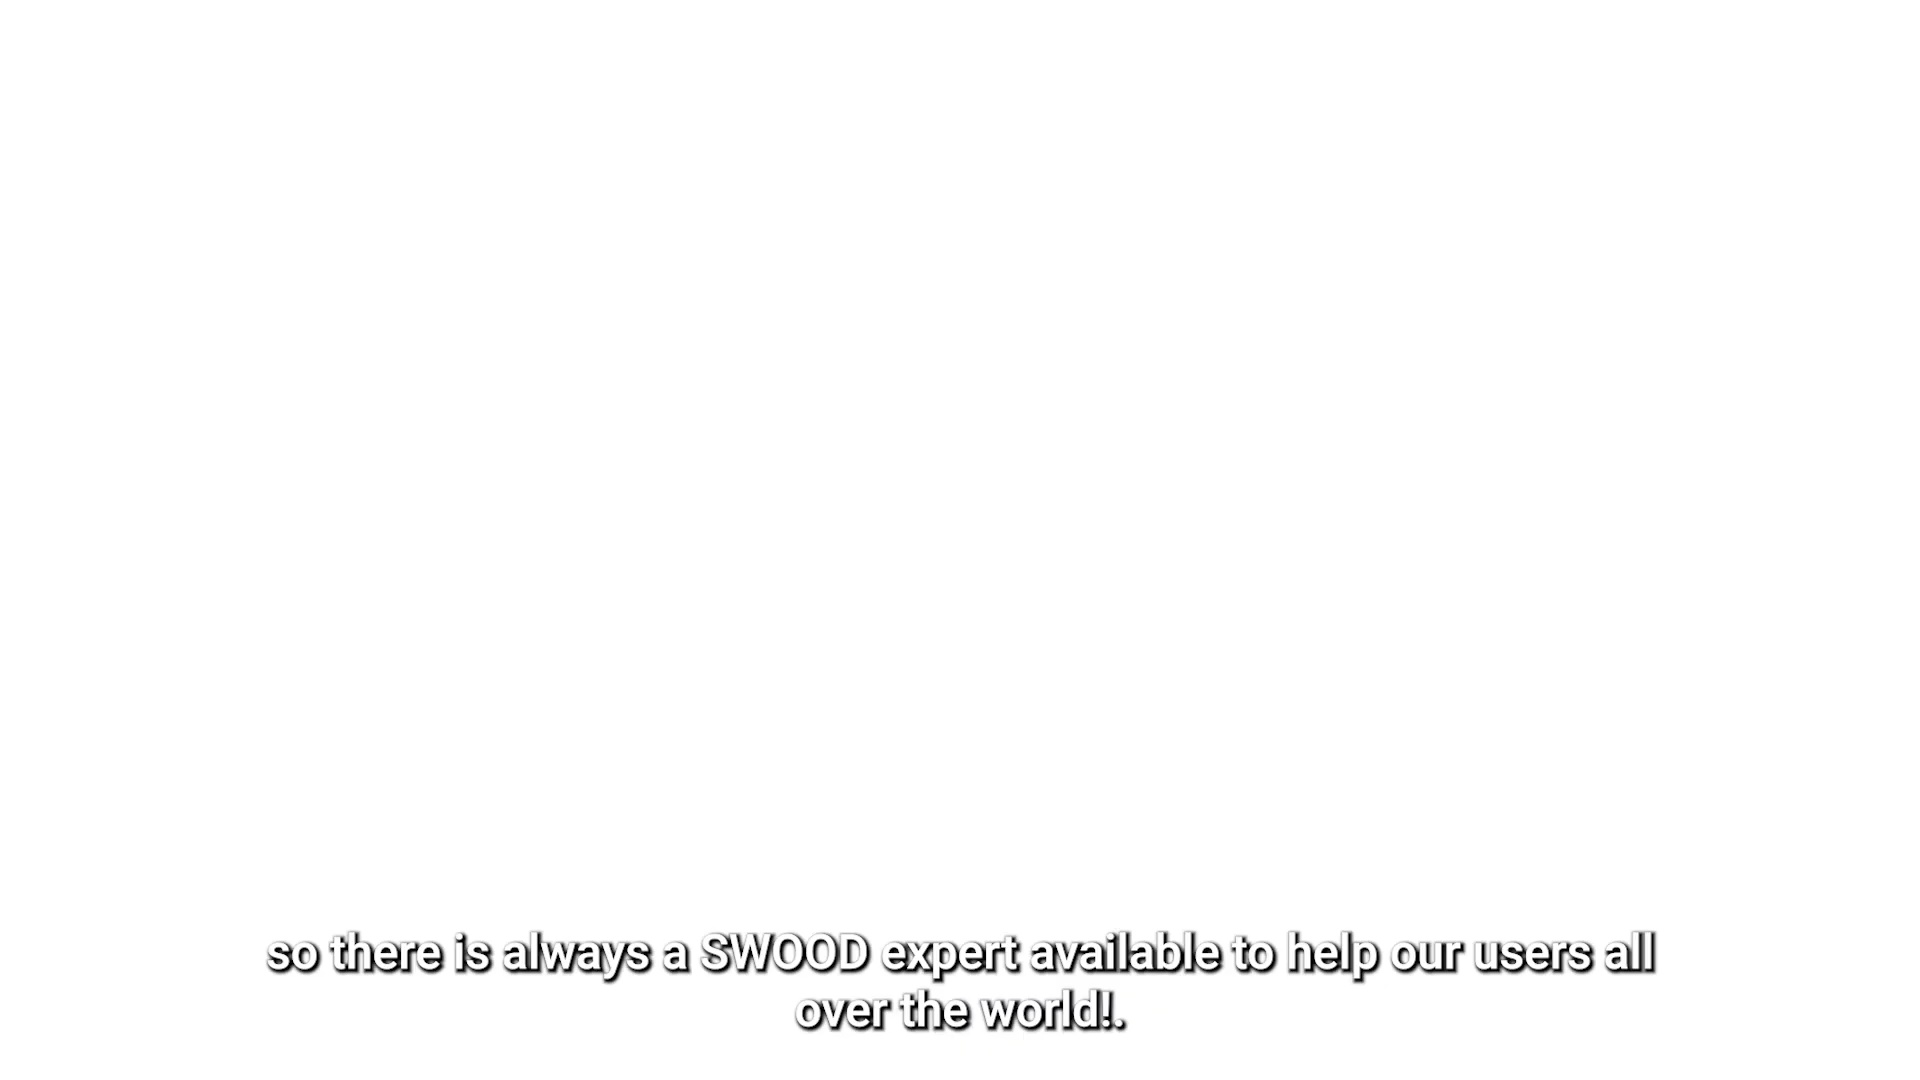 so there is always a SWOOD expert available to help our users all
over the world!.